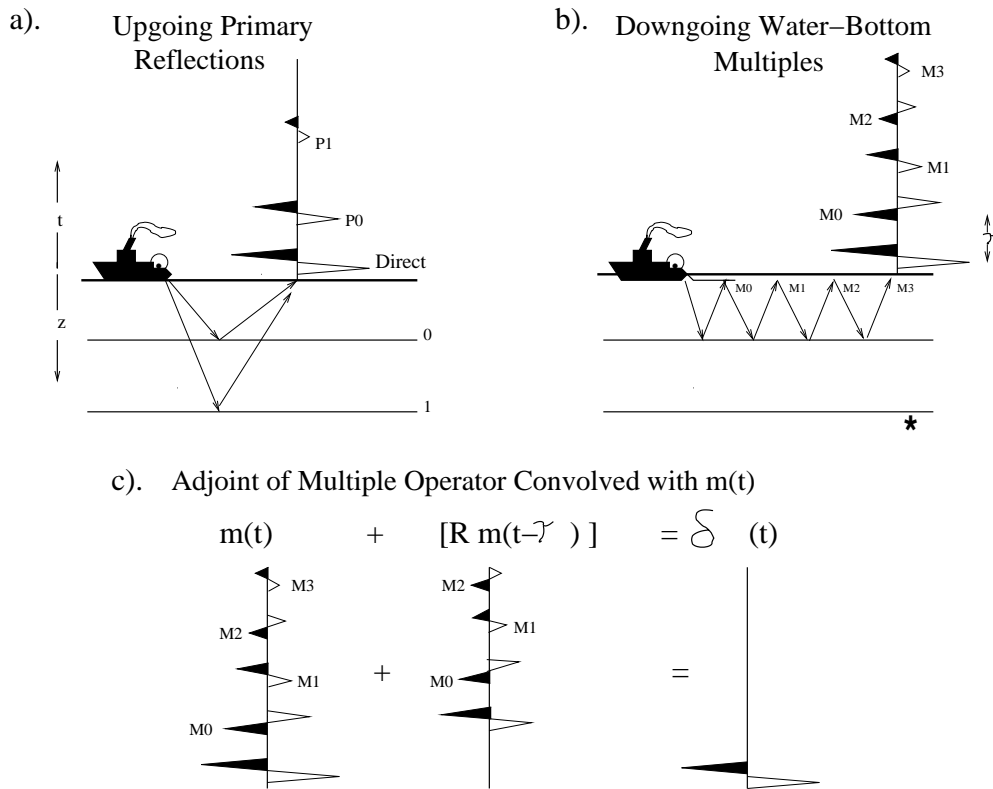 a).
Upgoing Primary
Reflections
P1
P0
Direct
t
z
0
1
b).
Downgoing Water–Bottom
Multiples
M3
M2
M1
M0
τ
M0 M1 M2 M3
*
c). Adjoint of Multiple Operator Convolved with m(t)
m(t) + [R m(t–τ ) ] = δ (t)
M3
M2
M1
M0
+
M2
M1
M0
=